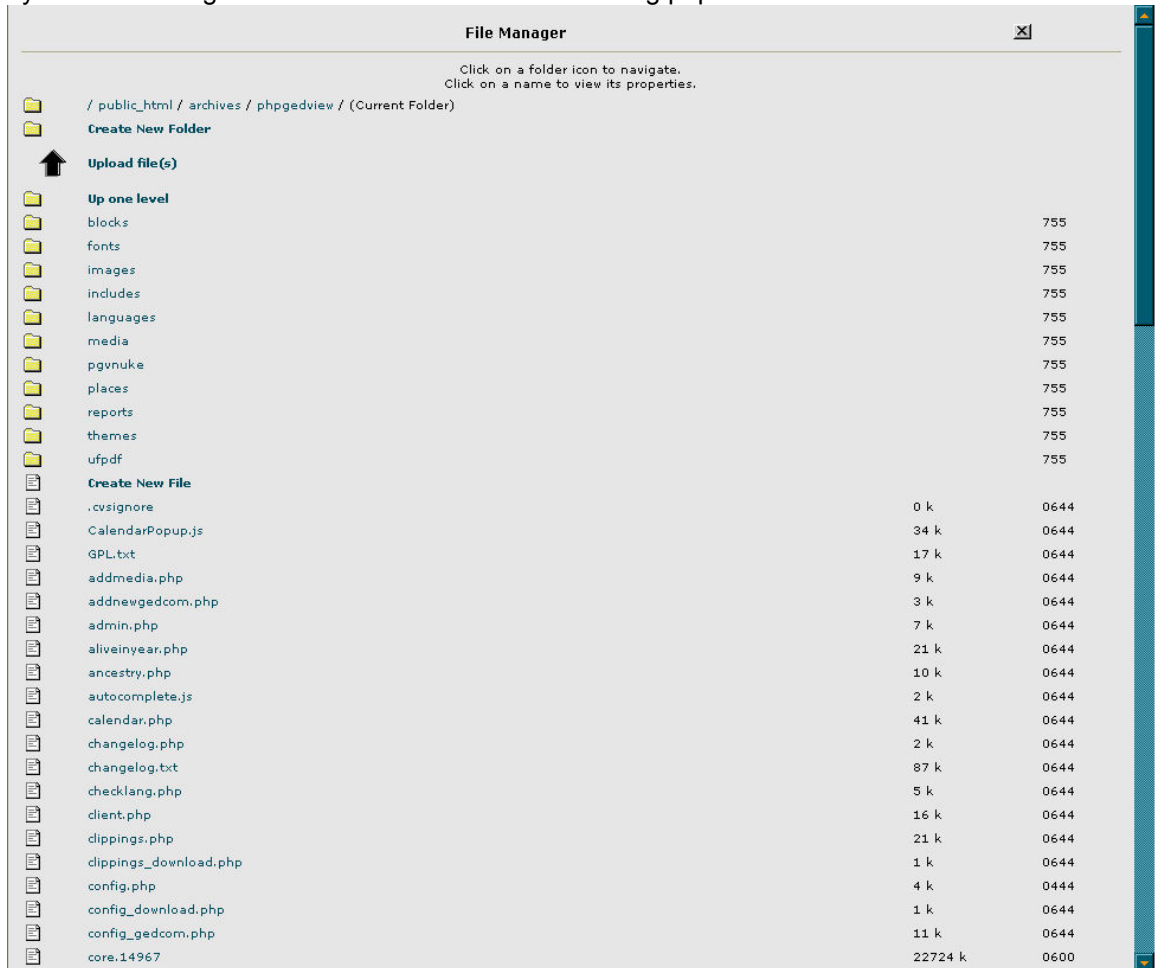 File Manager
Click on a folder icon to navigate.
Click on a name to view its properties.
/ public_html / archives / phpgedview / (Current Folder)
Create New Folder
Upload file(s)
Up one level
blocks 755
fonts 755
images 755
includes 755
languages 755
media 755
pgvnuke 755
places 755
reports 755
themes 755
ufpdf 755
Create New File
.cvsignore 0 k 0644
CalendarPopup.js 34 k 0644
GPL.txt 17 k 0644
addmedia.php 9 k 0644
addnewgedcom.php 3 k 0644
admin.php 7 k 0644
aliveinyear.php 21 k 0644
ancestry.php 10 k 0644
autocomplete.js 2 k 0644
calendar.php 41 k 0644
changelog.php 2 k 0644
changelog.txt 87 k 0644
checklang.php 5 k 0644
client.php 16 k 0644
clippings.php 21 k 0644
clippings_download.php 1 k 0644
config.php 4 k 0444
config_download.php 1 k 0644
config_gedcom.php 11 k 0644
core.14967 22724 k 0600